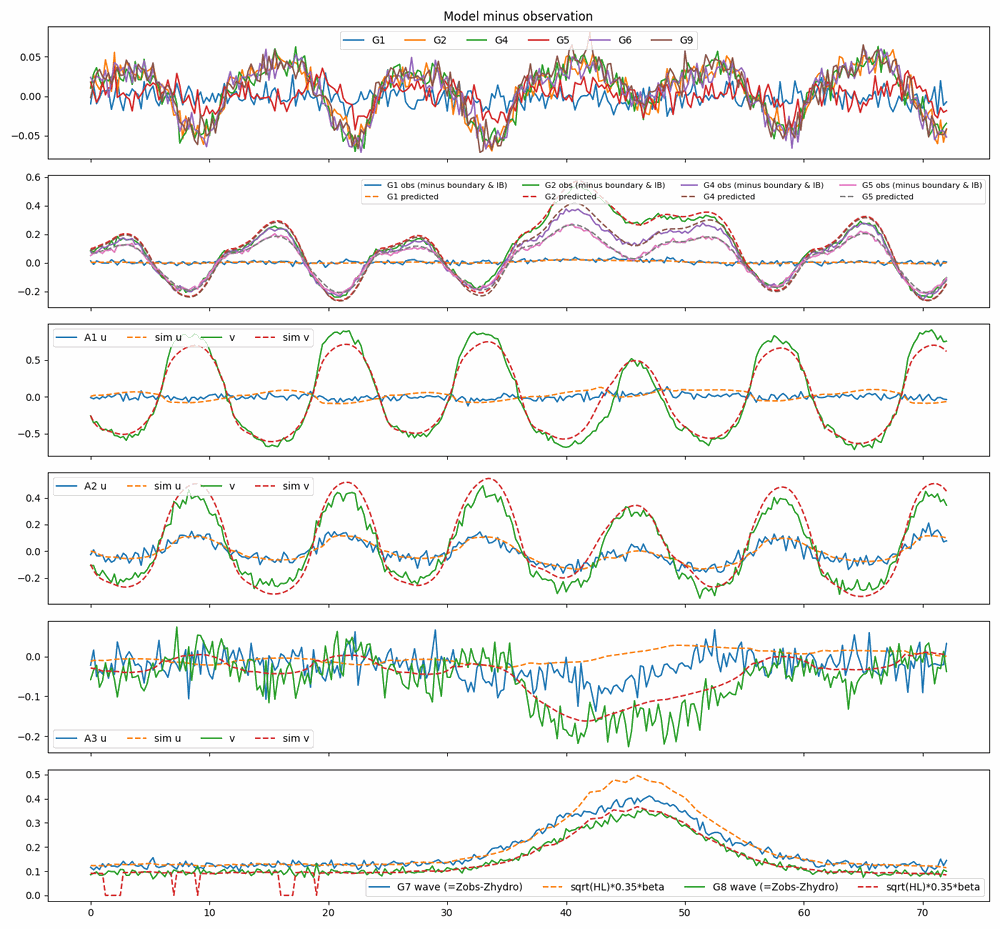 Model minus observation
G1 G2 G4 G5 G6 G9
0.05
0.00
−0.05
G1 obs (minus boundary & IB) G2 obs (minus boundary & IB) G4 obs (minus boundary & IB) G5 obs (minus boundary & IB)
G1 predicted G2 predicted G4 predicted G5 predicted
0.6
0.4
0.2
0.0
−0.2
A1 u sim u v sim v
0.5
0.0
−0.5
A2 u sim u v sim v
0.4
0.2
0.0
−0.2
0.0
−0.1
−0.2
A3 u sim u v sim v
0.5
0.4
0.3
0.2
0.1
0.0
G7 wave (=Zobs-Zhydro) sqrt(HL)*0.35*beta G8 wave (=Zobs-Zhydro) sqrt(HL)*0.35*beta
0 10 20 30 40 50 60 70